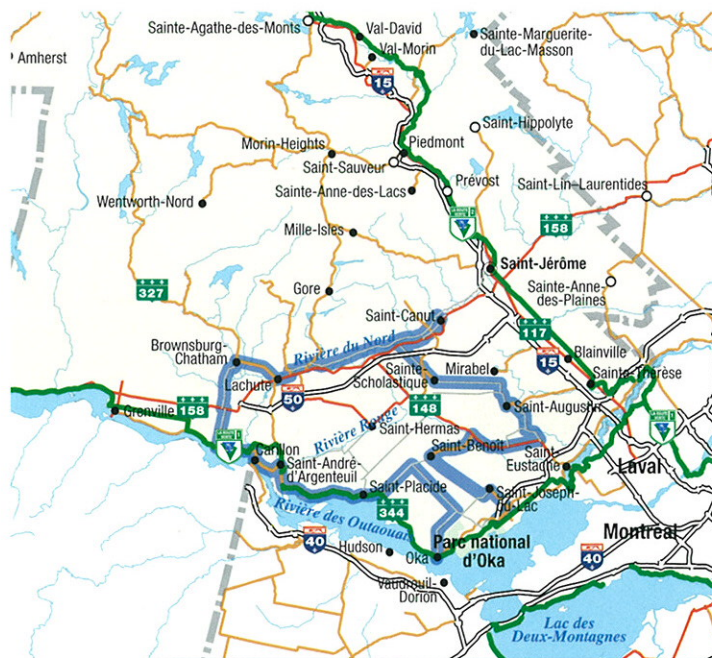 Sainte-Agathe-des-Monts
Val-David
Sainte-Marguerite-
du-Lac-Masson
Val-Morin
Amherst
15
Saint-Hippolyte
Morin-Heights
Piedmont
Saint-Sauveur
Sainte-Anne-des-Lacs
Prévost
Saint-Lin-Laurentides
Wentworth-Nord
158
Mille-Isles
Saint-Jérôme
Sainte-Anne
des-Plaines
327
Gore
Saint-Canut
117
Rivière du Nord
Brownsburg-
Chatham
Mirabel
15
Blainville
Lachute
Sainte-
Scholastique
Sainte-Thérèse
50
148
Saint-Augustin
Grenville
158
Rivière Rouge
Saint-Hermas
Saint-Benoît
Carillon
Saint-André-
d'Argenteuil
Saint-
Eustache
Laval
Saint-Placide
Saint-Joseph-
du-Lac
344
Rivière des Outaouais
Montréal
40
Hudson
Oka
Parc national
d'Oka
40
Vaudreuil-
Dorion
Lac des
Deux-Montagnes